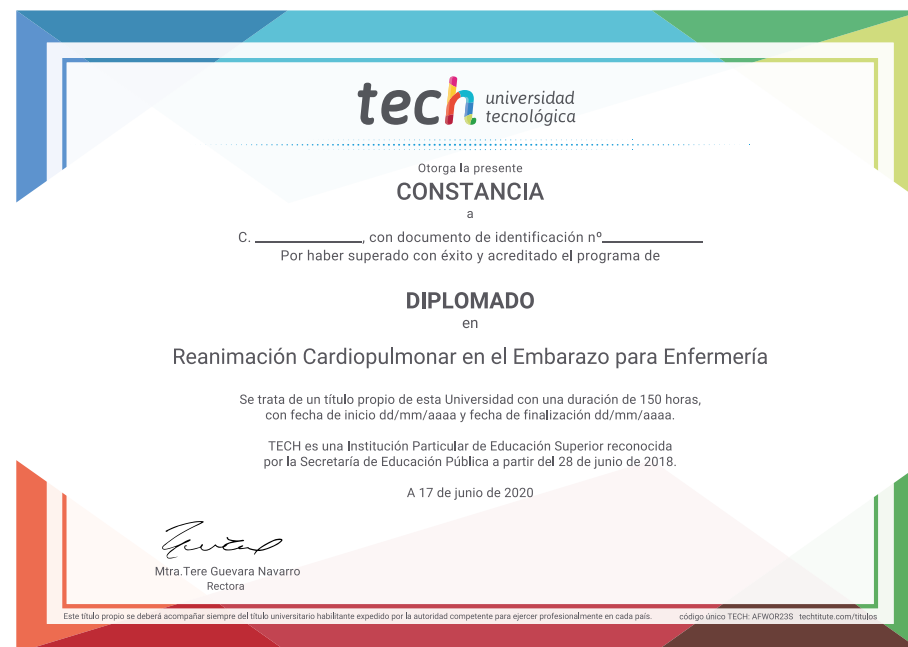 tech universidad
tecnológica
Otorga la presente
CONSTANCIA
a
C. ____________, con documento de identificación nº____________
Por haber superado con éxito y acreditado el programa de
DIPLOMADO
en
Reanimación Cardiopulmonar en el Embarazo para Enfermería
Se trata de un título propio de esta Universidad con una duración de 150 horas,
con fecha de inicio dd/mm/aaaa y fecha de finalización dd/mm/aaaa.
TECH es una Institución Particular de Educación Superior reconocida
por la Secretaría de Educación Pública a partir del 28 de junio de 2018.
A 17 de junio de 2020
Mtra.Tere Guevara Navarro
Rectora
Este título propio se deberá acompañar siempre del título universitario habilitante expedido por la autoridad competente para ejercer profesionalmente en cada país. código único TECH: AFWOR23S techtitute.com/títulos